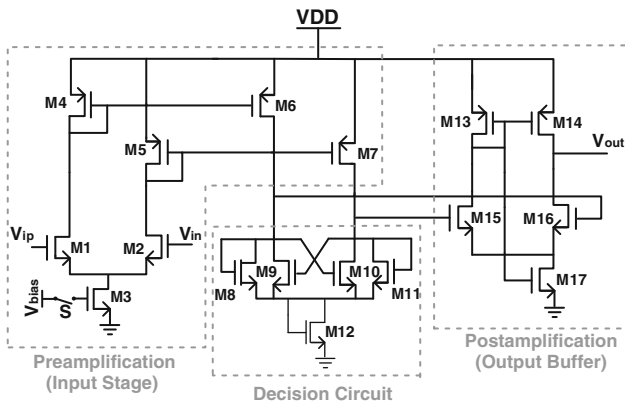 VDD
M4
M6
M13
M14
M5
M7
Vout
Vip
M1
M2
Vin
M15
M16
Vbias
S
M3
M9
M10
M8
M11
M17
M12
Preamplification
(Input Stage)
Decision Circuit
Postamplification
(Output Buffer)